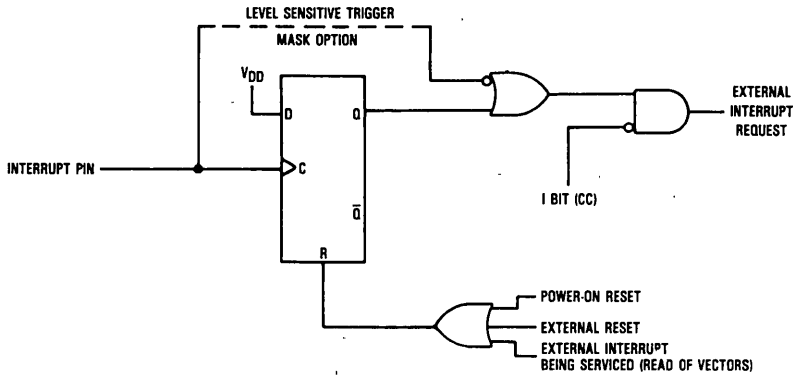 LEVEL SENSITIVE TRIGGER
MASK OPTION
VDD
D
Q
EXTERNAL
INTERRUPT
REQUEST
INTERRUPT PIN
C
I BIT (CC)
Q̅
R
POWER-ON RESET
EXTERNAL RESET
EXTERNAL INTERRUPT
BEING SERVICED (READ OF VECTORS)